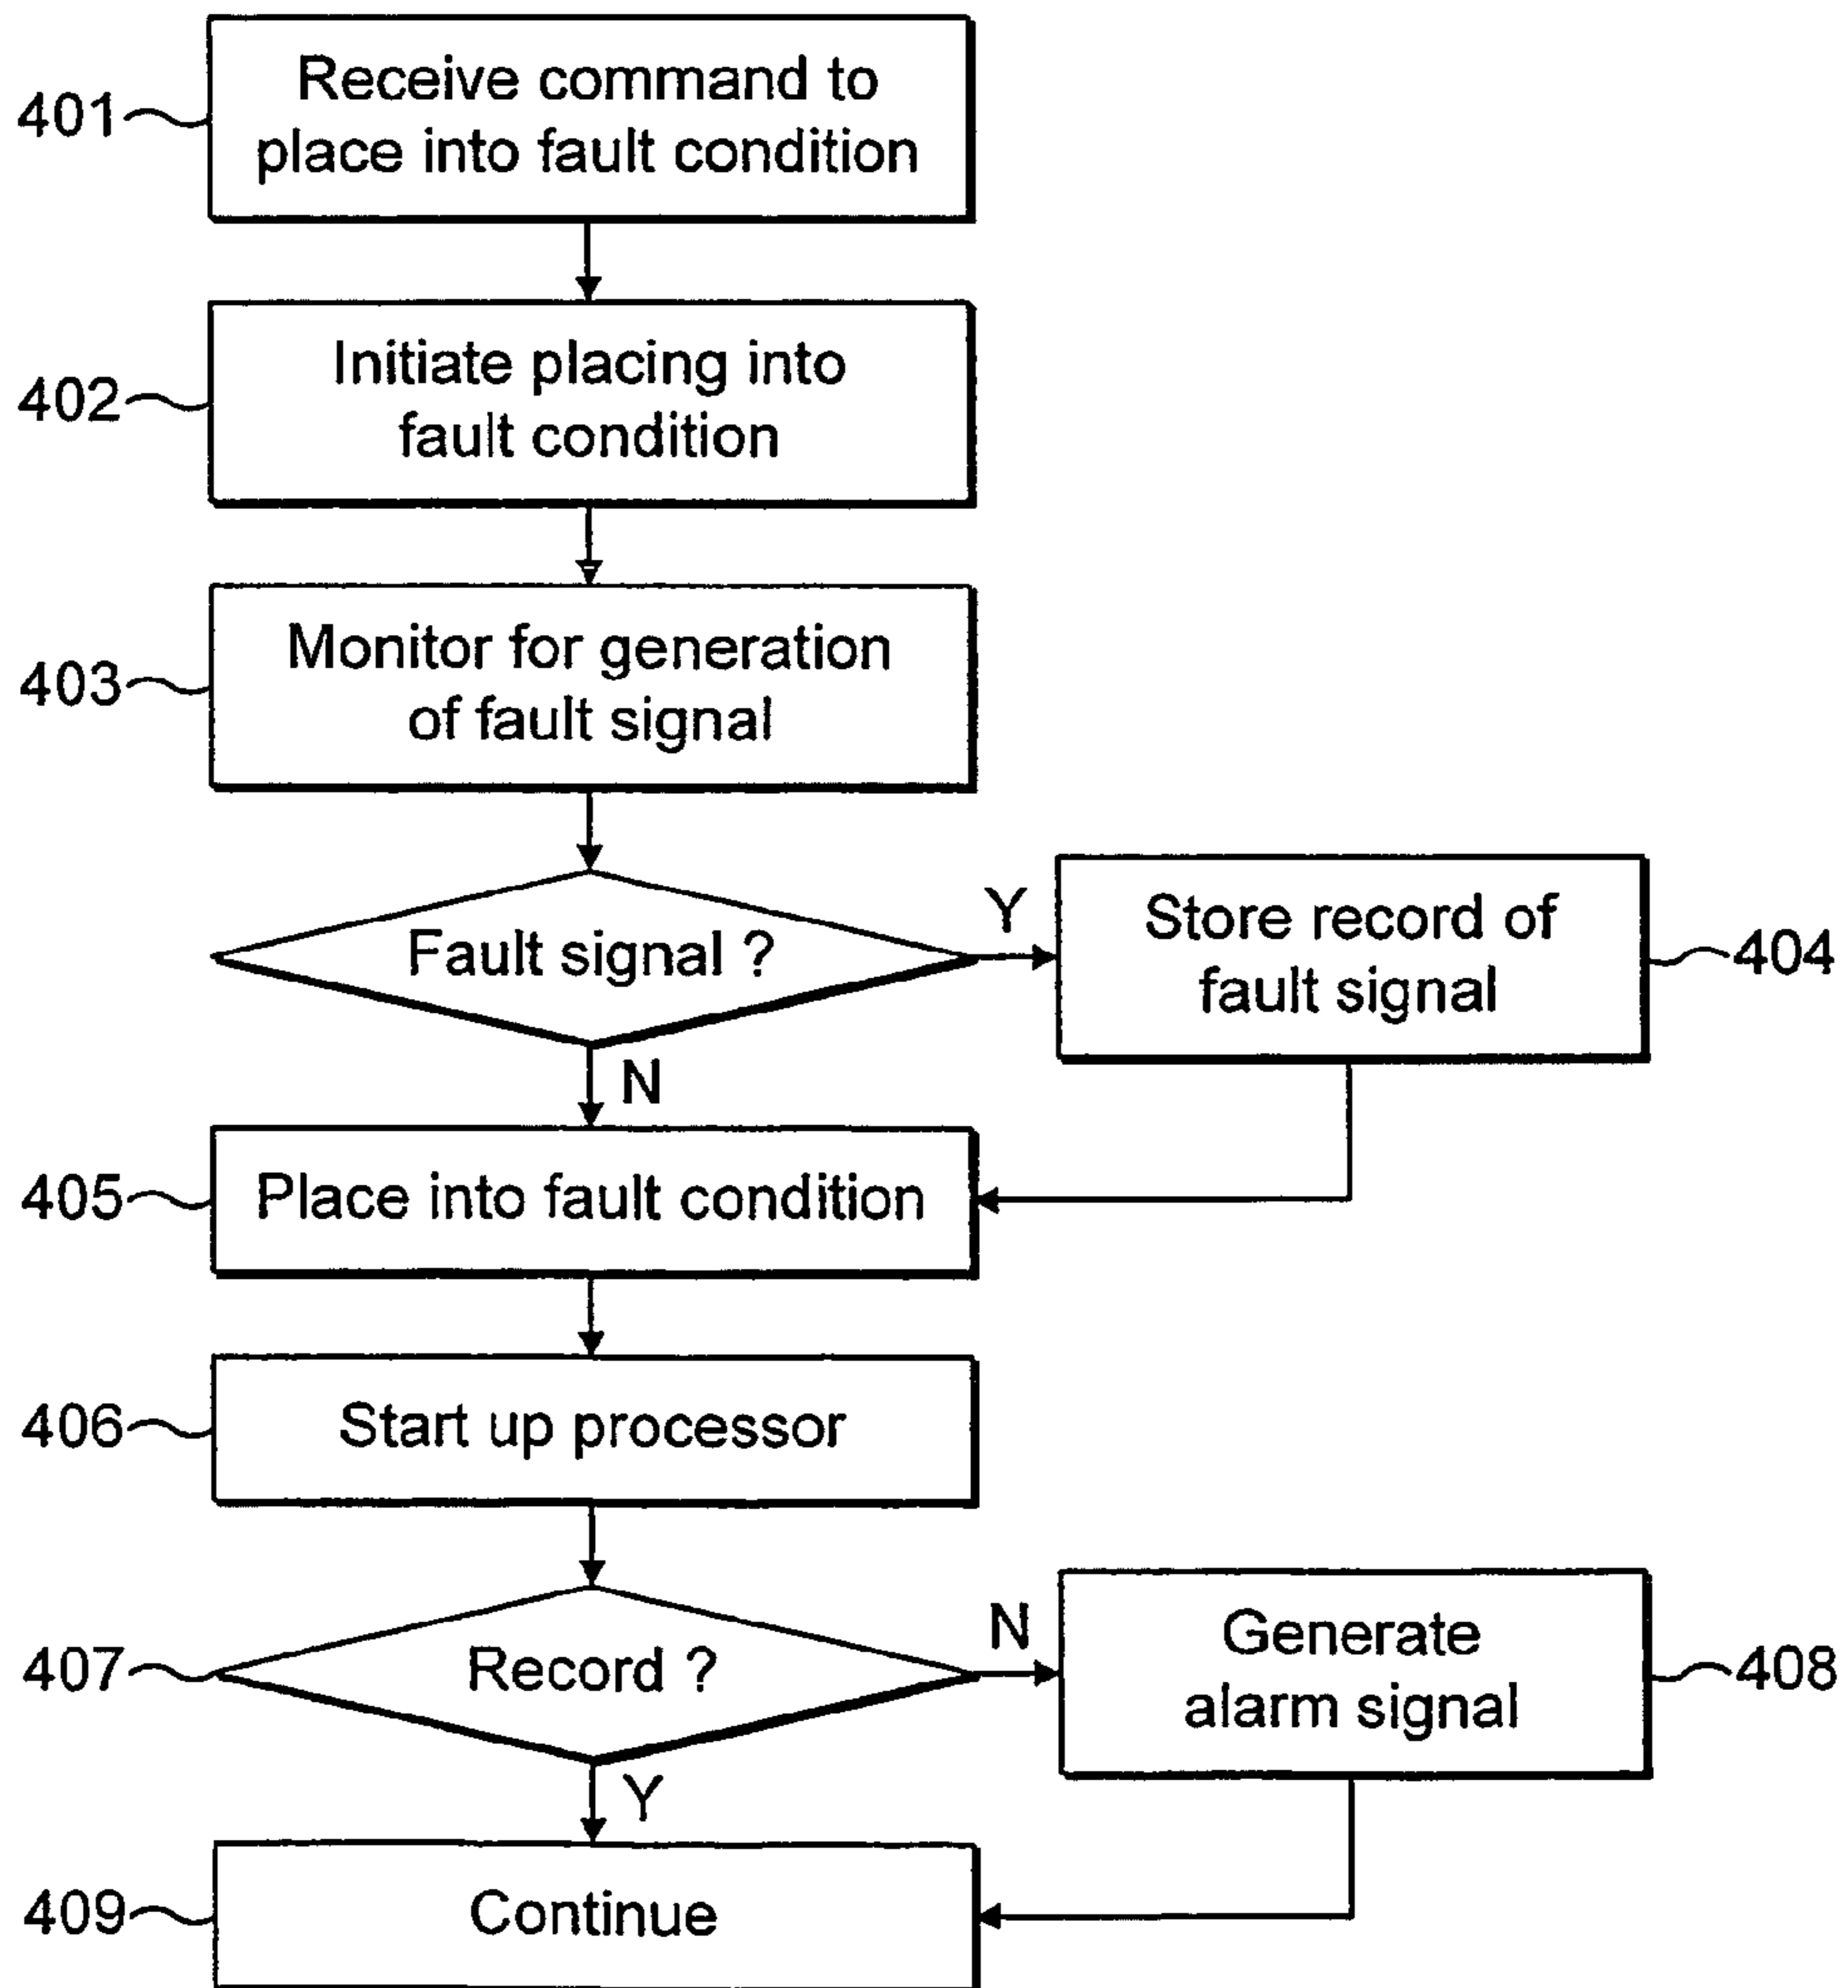 401
Receive command to
place into fault condition
402
Initiate placing into
fault condition
403
Monitor for generation
of fault signal
Fault signal ?
Y
N
Store record of
fault signal
404
405
Place into fault condition
406
Start up processor
407
Record ?
N
Y
Generate
alarm signal
408
409
Continue